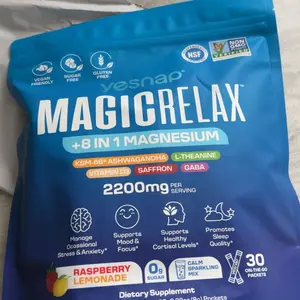 VEGAN
FRIENDLY
SUGAR
FREE
GLUTEN
FREE
NSF
NON
GMO
yesnap
MAGICRELAX™
+8 IN 1 MAGNESIUM
KSM-66® ASHWAGANDHA
L-THEANINE
VITAMIN D3
SAFFRON
GABA
2200mg PER
SERVING
Manage
Occasional
Stress & Anxiety*
Supports
Mood &
Focus*
Supports
Healthy
Cortisol Levels*
Promotes
Sleep
Quality*
RASPBERRY
LEMONADE
0g
SUGAR
CALM
SPARKLING
MIX
30
ON-THE-GO
PACKETS
Dietary
Packets